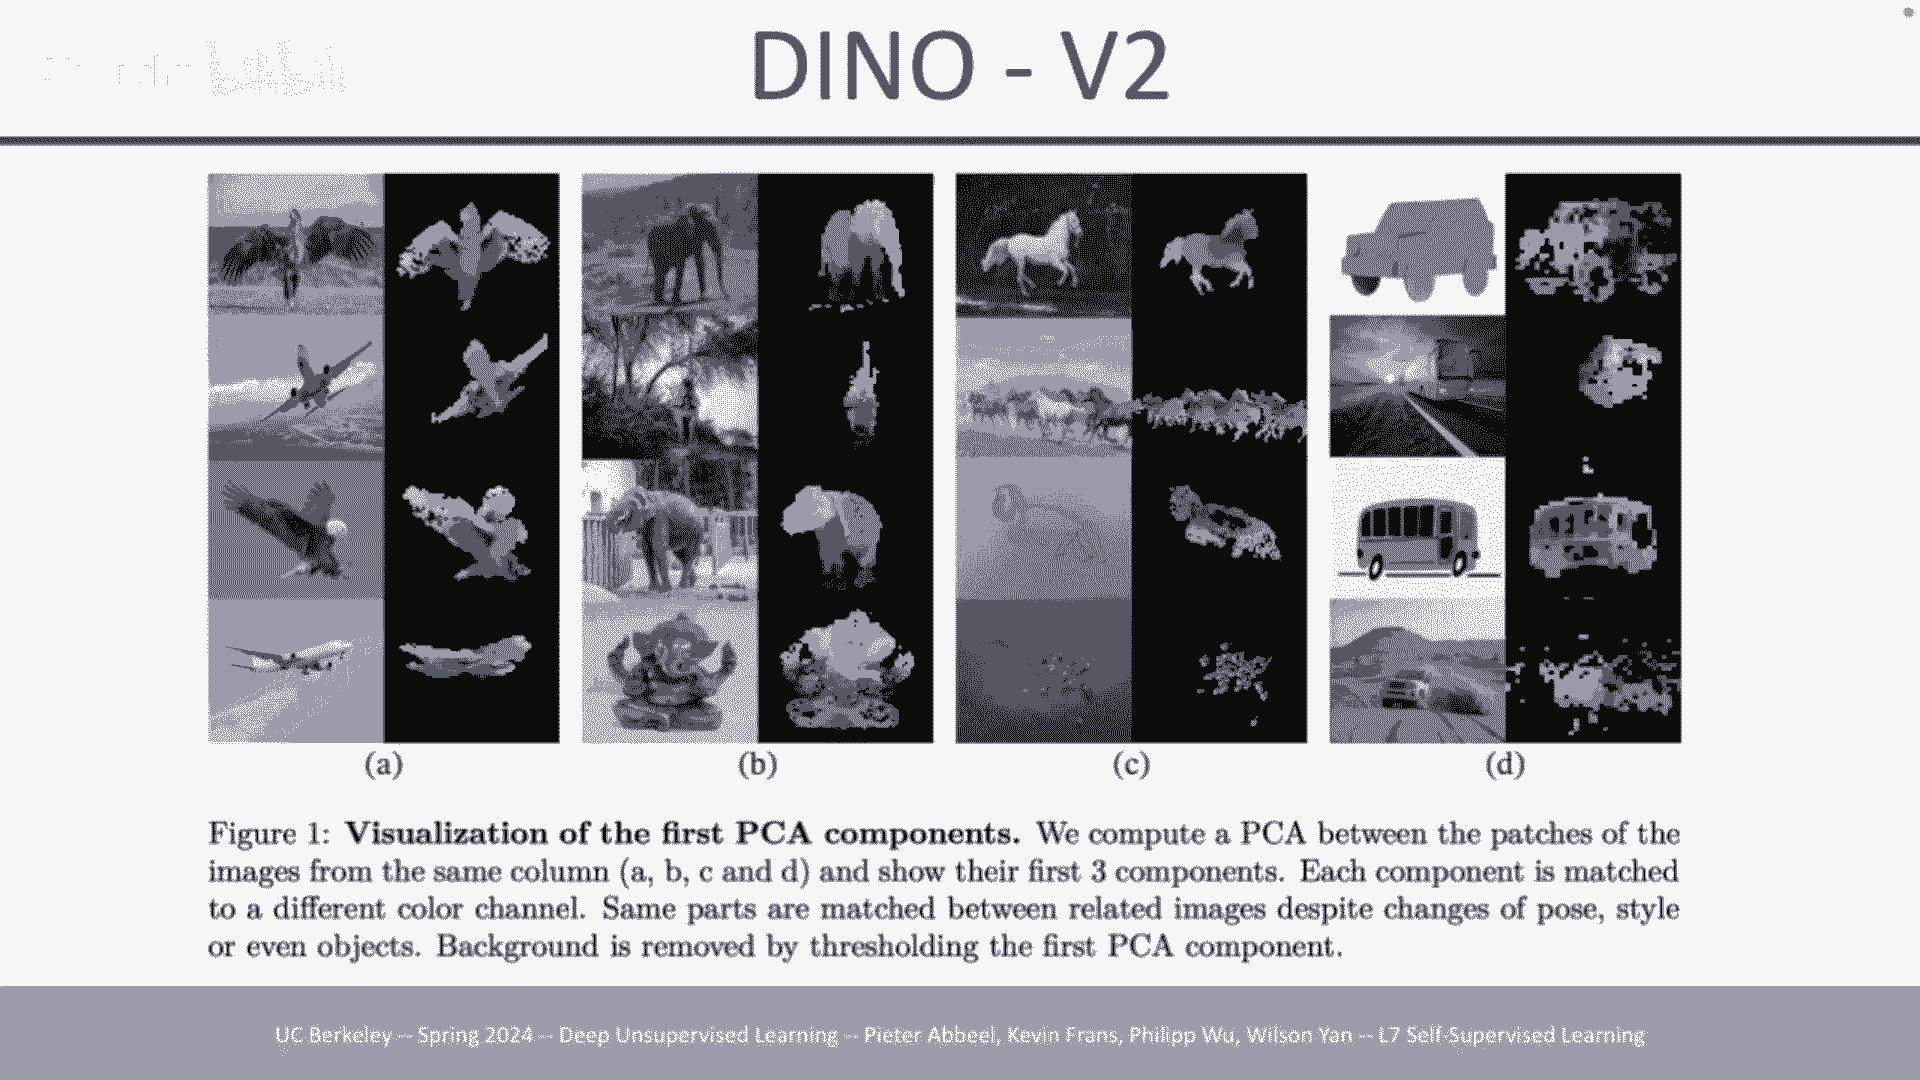 DINO - V2
(a) (b) (c) (d)
Figure 1: Visualization of the first PCA components. We compute a PCA between the patches of the
images from the same column (a, b, c and d) and show their first 3 components. Each component is matched
to a different color channel. Same parts are matched between related images despite changes of pose, style
or even objects. Background is removed by thresholding the first PCA component.
UC Berkeley -- Spring 2024 -- Deep Unsupervised Learning -- Pieter Abbeel, Kevin Frans, Philipp Wu, Wilson Yan -- L7 Self-Supervised Learning